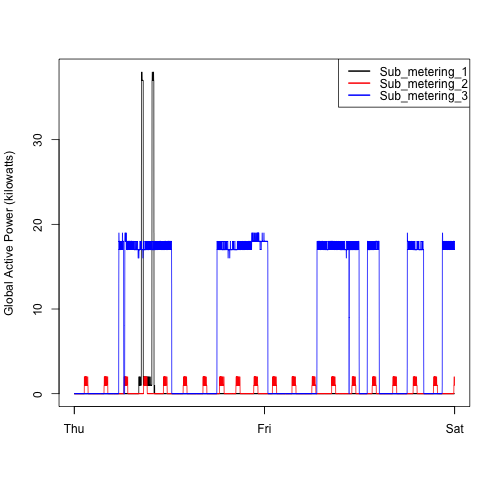 Sub_metering_1
Sub_metering_2
Sub_metering_3
Global Active Power (kilowatts)
30
20
10
0
Thu Fri Sat